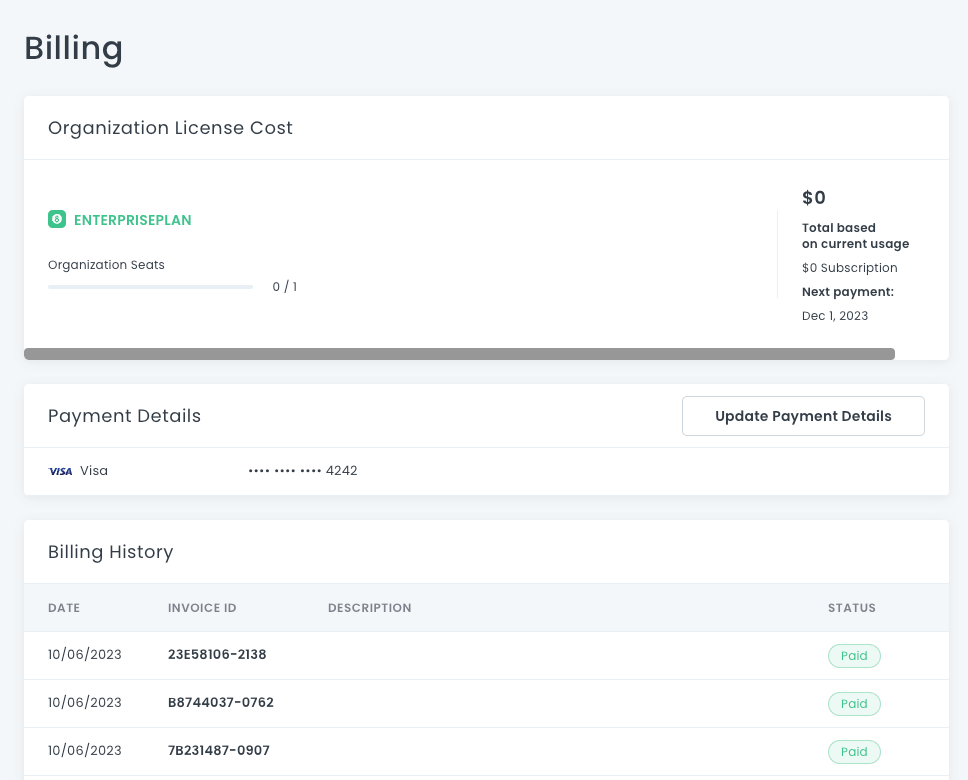 Billing
Organization License Cost
ENTERPRISEPLAN
Organization Seats
0 / 1
$0
Total based
on current usage
$0 Subscription
Next payment:
Dec 1, 2023
Payment Details
Update Payment Details
VISA Visa •••• •••• •••• 4242
Billing History
DATE INVOICE ID DESCRIPTION STATUS
10/06/2023 23E58106-2138 Paid
10/06/2023 B8744037-0762 Paid
10/06/2023 7B231487-0907 Paid